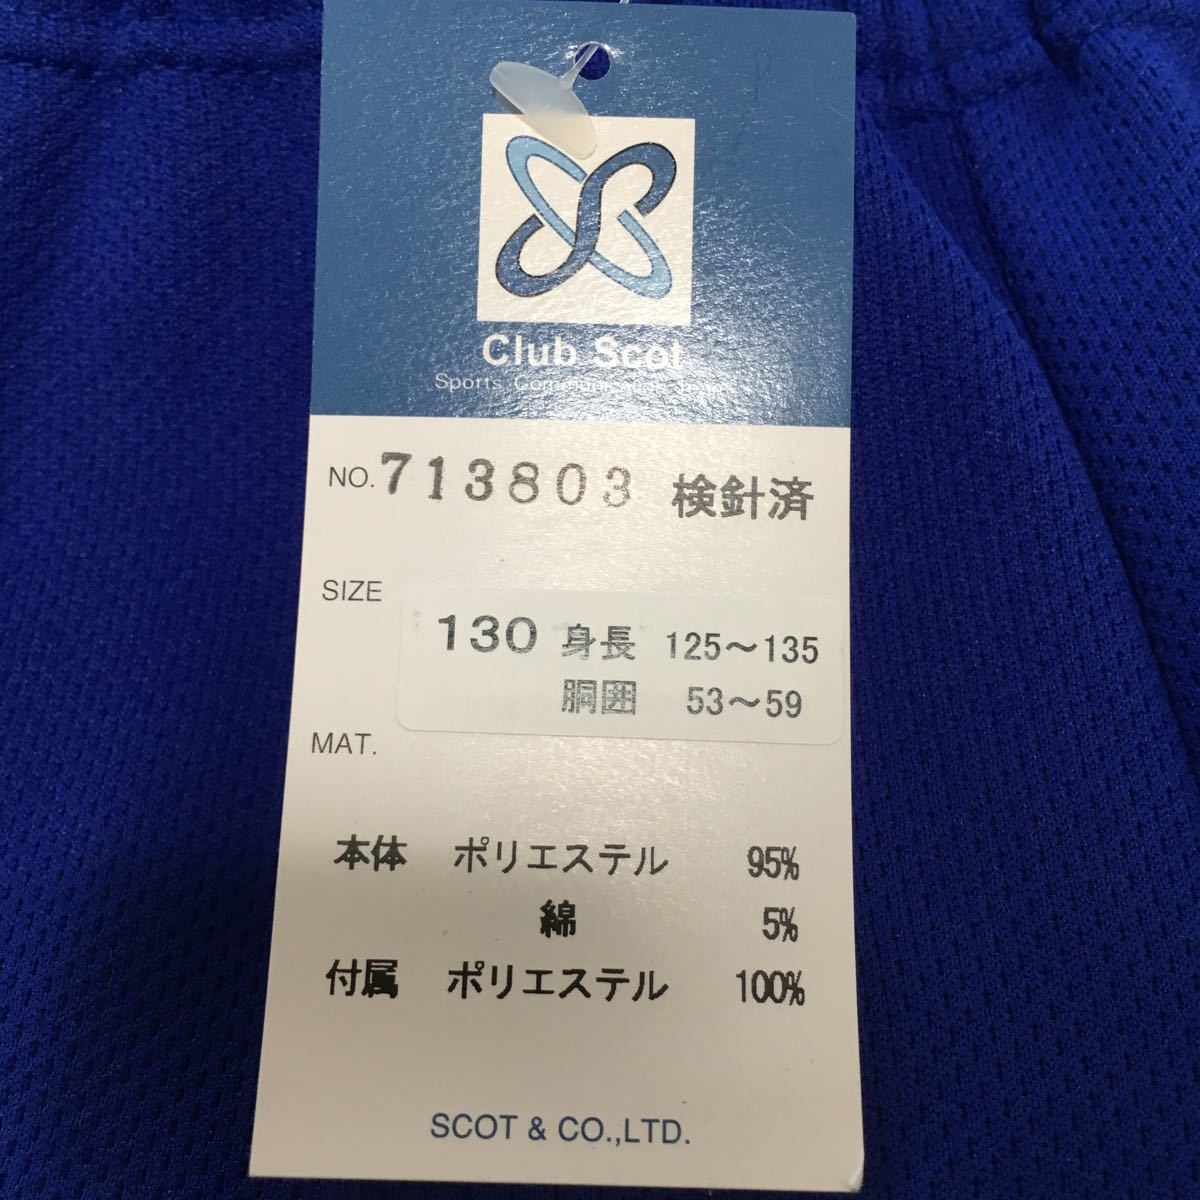 Club Scot
Sports Communication
NO. 713803 検針済
SIZE
130 身長 125～135
胴囲 53～59
MAT.
本体 ポリエステル 95%
綿 5%
付属 ポリエステル 100%
SCOT & CO.,LTD.